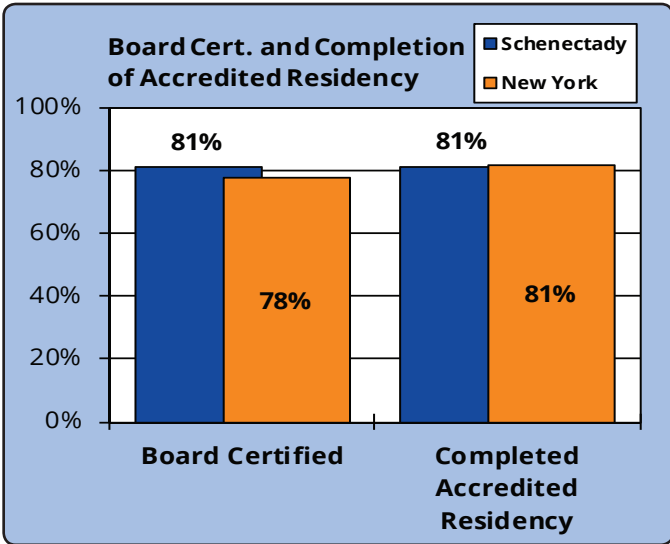 Board Cert. and Completion
of Accredited Residency
Schenectady
New York
100%
80%
60%
40%
20%
0%
81%
78%
81%
81%
Board Certified
Completed
Accredited
Residency